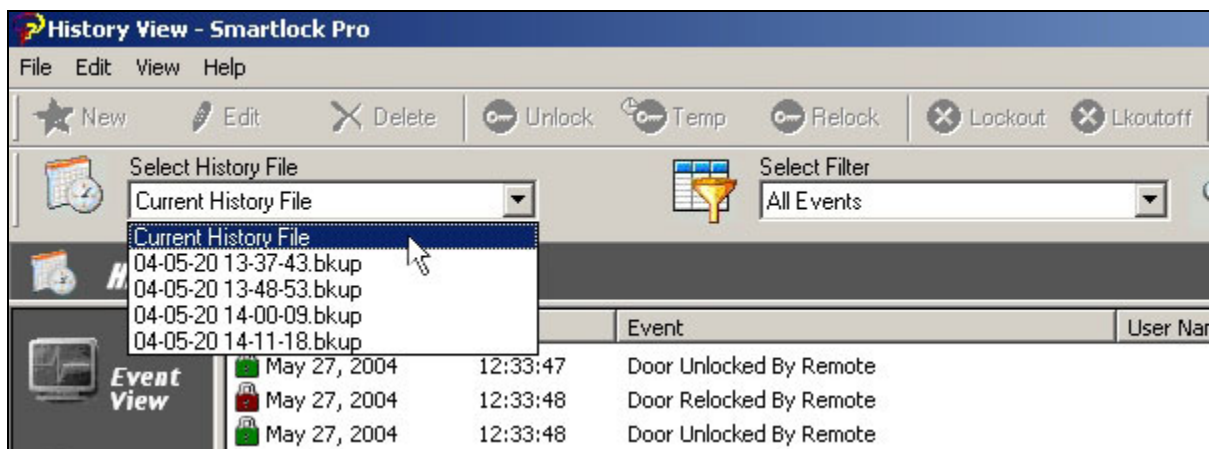 History View - Smartlock Pro
File Edit View Help
New Edit Delete Unlock Temp Relock Lockout Lkoutoff
Select History File Select Filter
Current History File All Events
Current History File
04-05-20 13-37-43.bkup
04-05-20 13-48-53.bkup
04-05-20 14-00-09.bkup
04-05-20 14-11-18.bkup
Event User Nar
Event View
May 27, 2004 12:33:47 Door Unlocked By Remote
May 27, 2004 12:33:48 Door Relocked By Remote
May 27, 2004 12:33:48 Door Unlocked By Remote